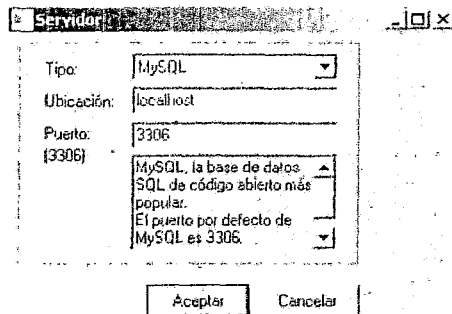 Servidor
Tipo: MySQL
Ubicación: localhost
Puerto: 3306
(3306)
MySQL, la base de datos
SQL de código abierto más
popular.
El puerto por defecto de
MySQL es 3306.
Aceptar Cancelar